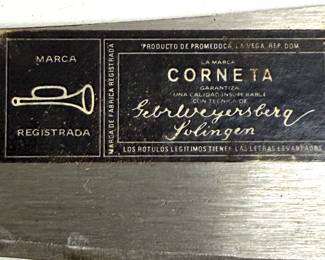 MARCA
REGISTRADA
MARCA DE FABRICA REGISTRADA
PRODUCTO DE PROMEDOCA, LA VEGA, REP. DOM.
LA MARCA
CORNETA
GARANTIZA
UNA CALIDAD INSUPERABLE
CON TECNICA DE
Gebr Weyersberg
Solingen
LOS ROTULOS LEGITIMOS TIENEN LAS LETRAS LEVANTADAS